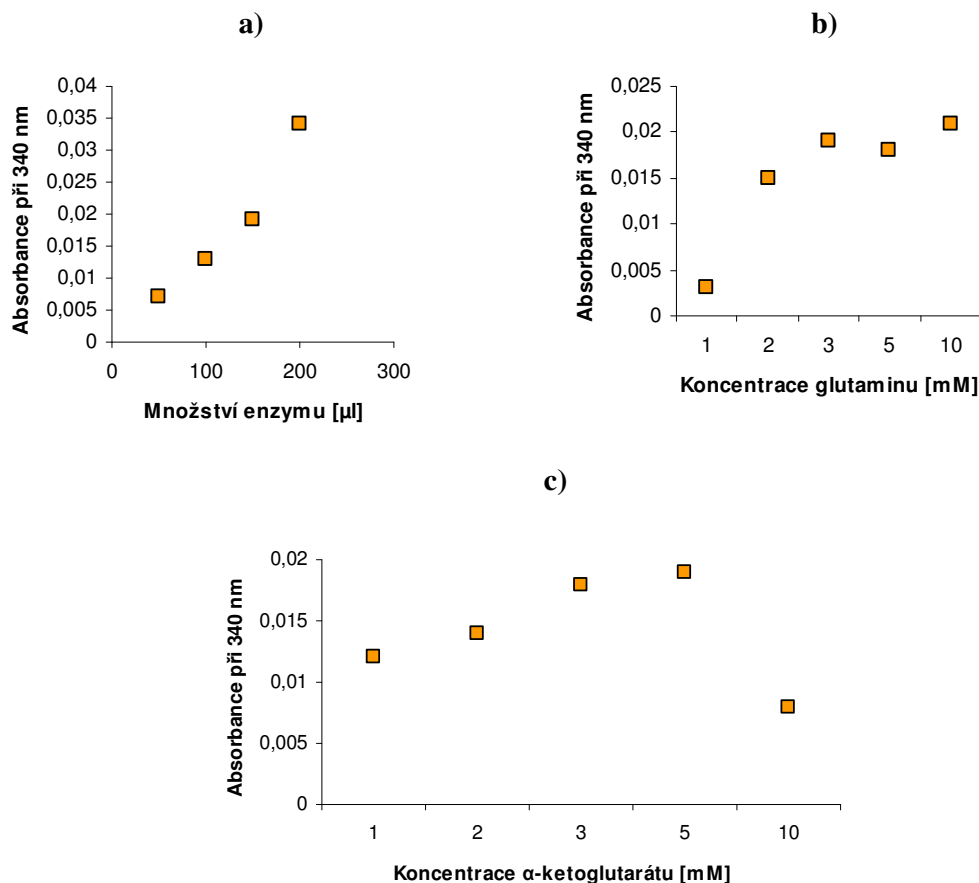 a)
0,04
0,035
0,03
0,025
0,02
0,015
0,01
0,005
0
0 100 200 300
Absorbance při 340 nm
Množství enzymu [µl]
b)
0,025
0,02
0,015
0,01
0,005
0
1 2 3 5 10
Absorbance při 340 nm
Koncentrace glutaminu [mM]
c)
0,02
0,015
0,01
0,005
0
1 2 3 5 10
Absorbance při 340 nm
Koncentrace α-ketoglutarátu [mM]